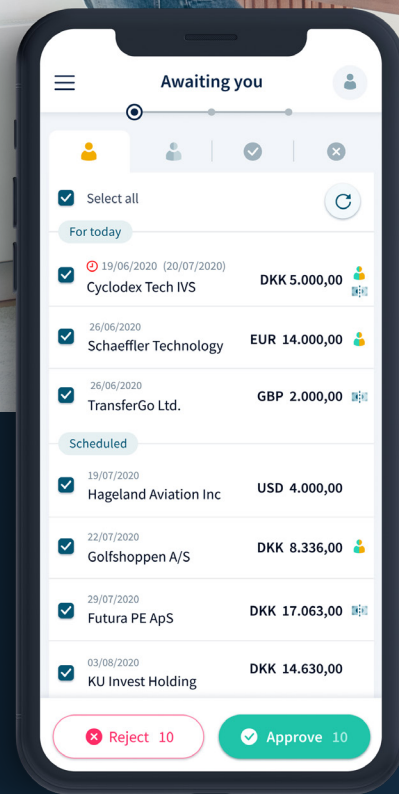 Awaiting you
Select all
For today
19/06/2020 (20/07/2020)
Cyclodex Tech IVS
DKK 5.000,00
26/06/2020
Schaeffler Technology
EUR 14.000,00
26/06/2020
TransferGo Ltd.
GBP 2.000,00
Scheduled
19/07/2020
Hageland Aviation Inc
USD 4.000,00
22/07/2020
Golfshoppen A/S
DKK 8.336,00
29/07/2020
Futura PE ApS
DKK 17.063,00
03/08/2020
KU Invest Holding
DKK 14.630,00
Reject 10
Approve 10